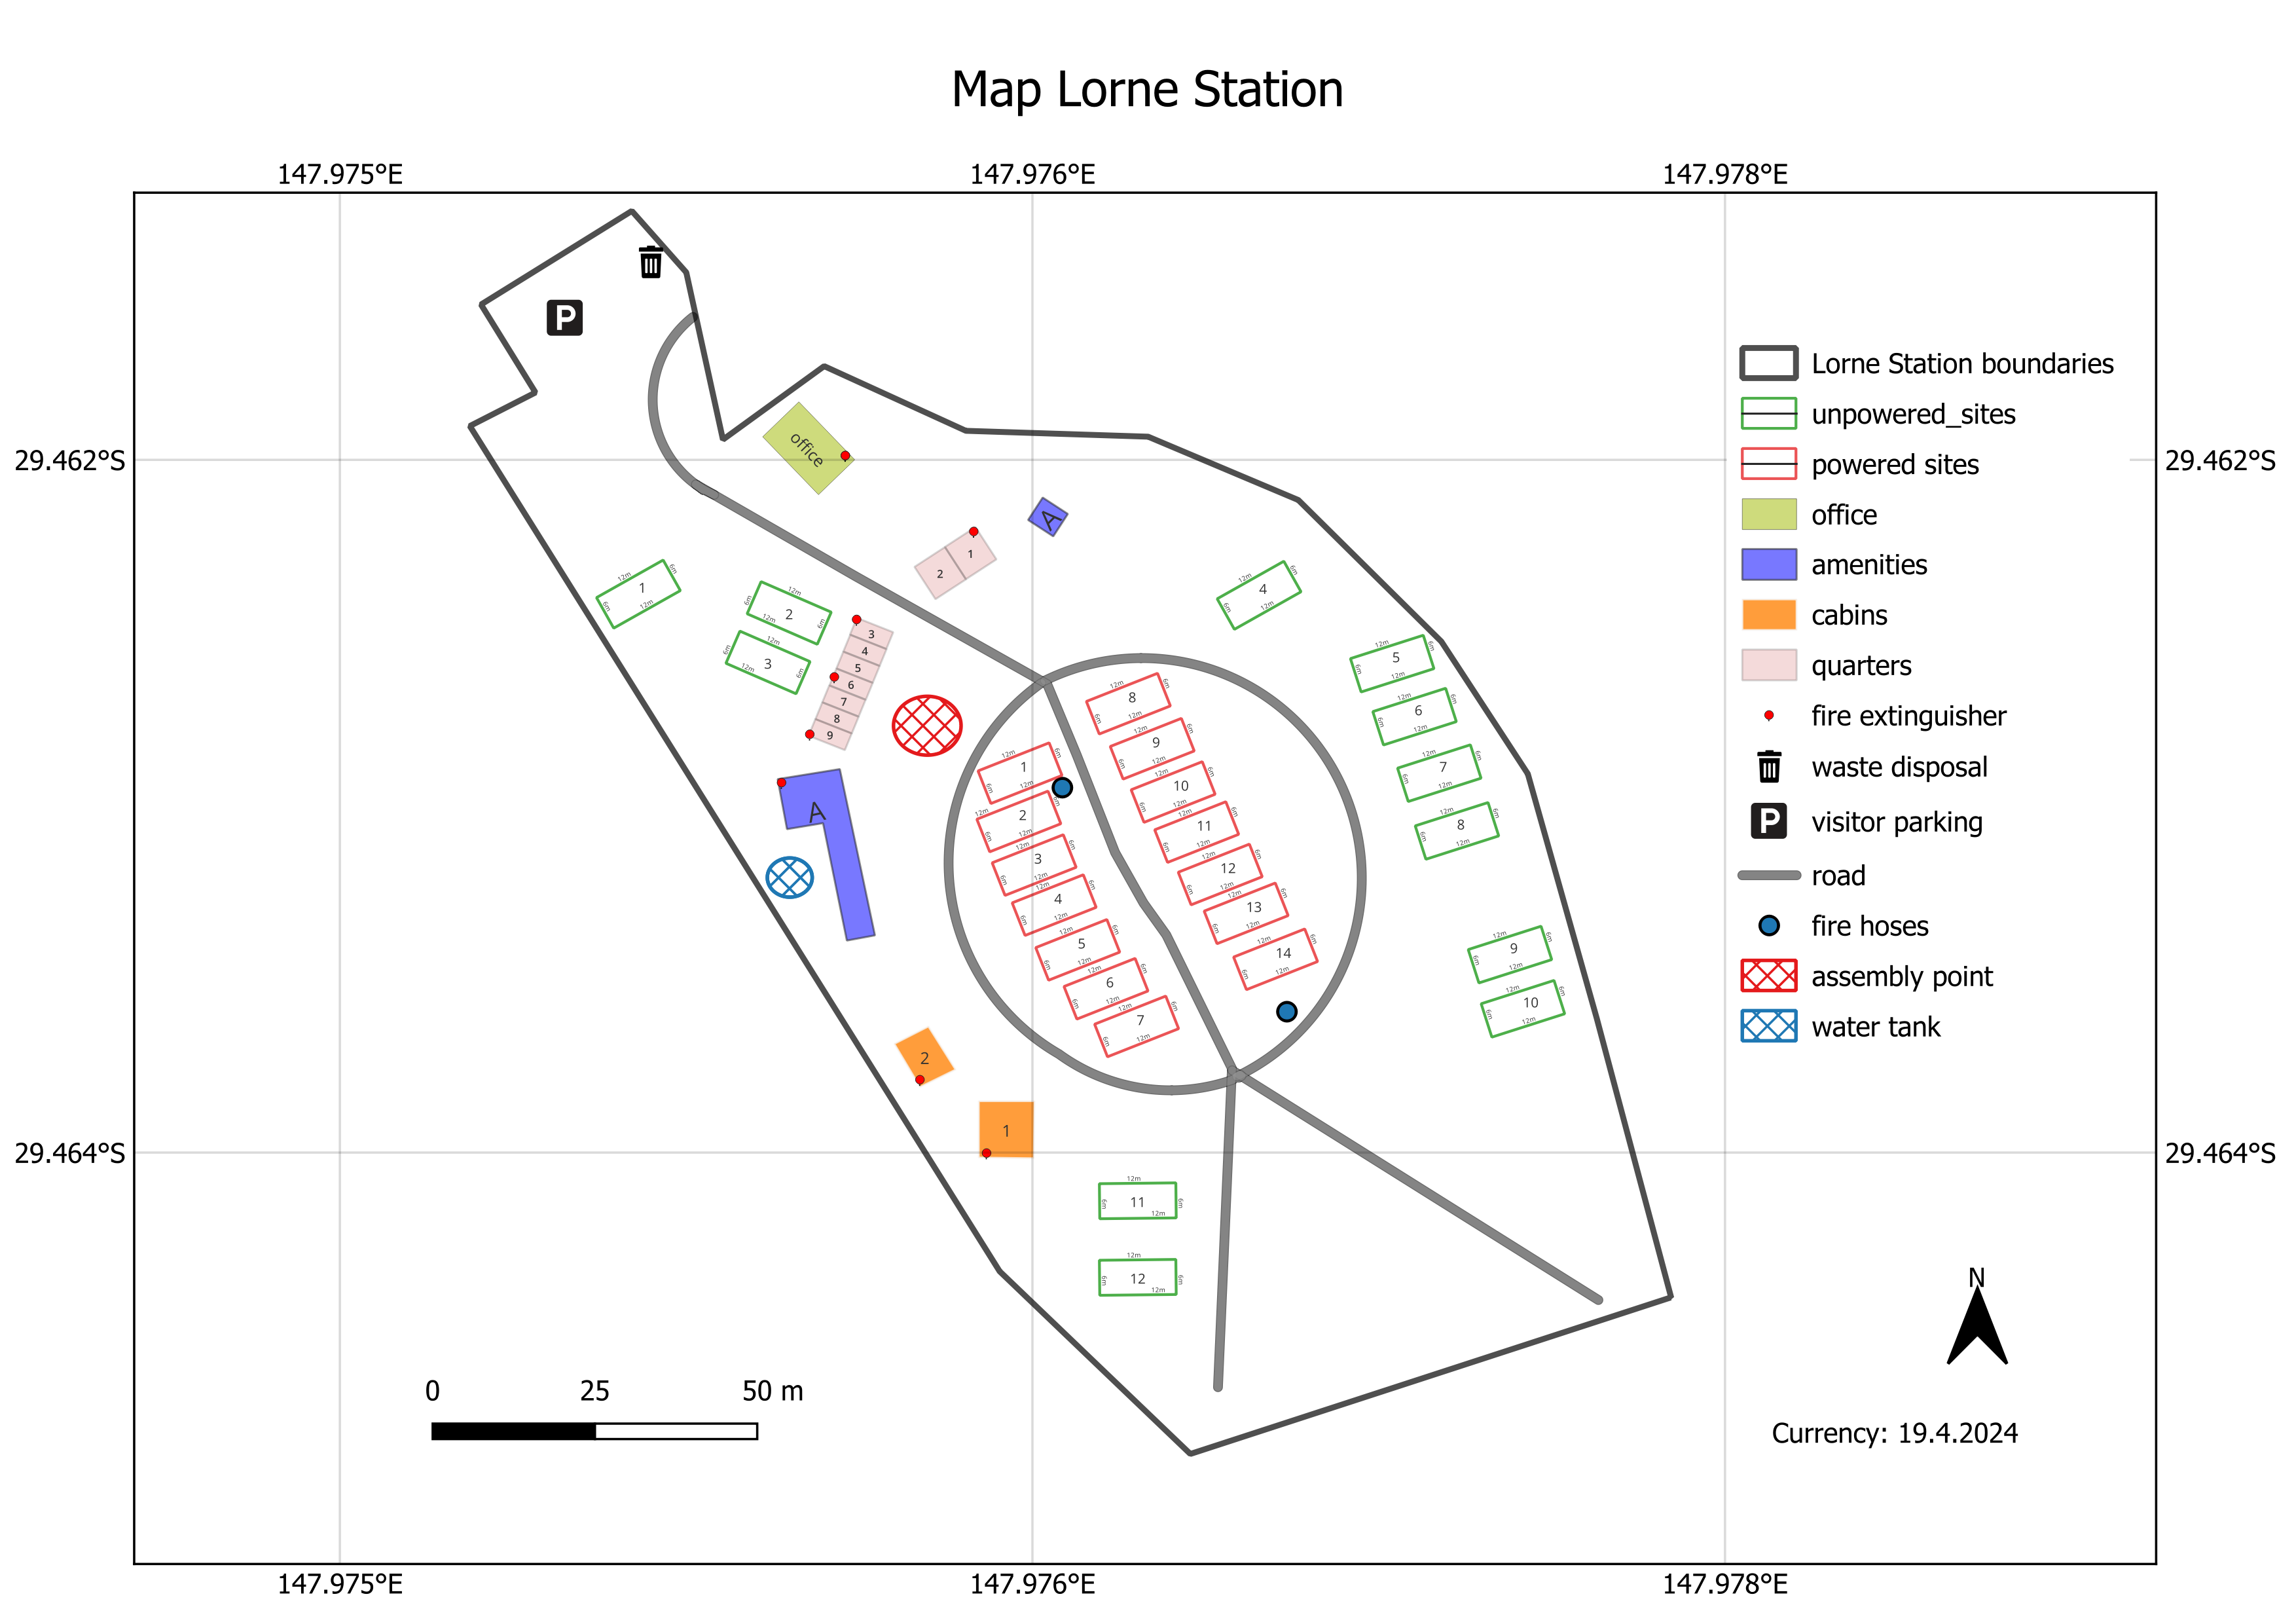 Map Lorne Station
147.975°E
147.976°E
147.978°E
P
29.462°S
29.462°S
office
A
1
2
1
2
3
3
4
5
6
7
8
9
4
5
6
7
8
9
10
A
1
2
3
4
5
6
7
8
9
10
11
12
13
14
2
1
11
12
12m
6m
Lorne Station boundaries
unpowered_sites
powered sites
office
amenities
cabins
quarters
fire extinguisher
waste disposal
P visitor parking
road
fire hoses
assembly point
water tank
29.464°S
29.464°S
N
0 25 50 m
Currency: 19.4.2024
147.975°E
147.976°E
147.978°E